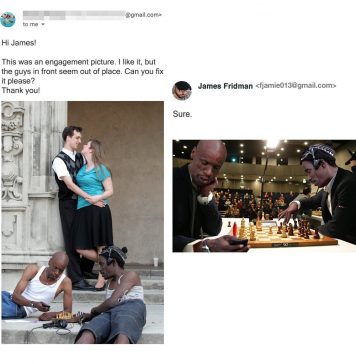 @gmail.com>
to me
Hi James!
This was an engagement picture. I like it, but
the guys in front seem out of place. Can you fix
it please?
Thank you!
James Fridman <fjamie013@gmail.com>
Sure.